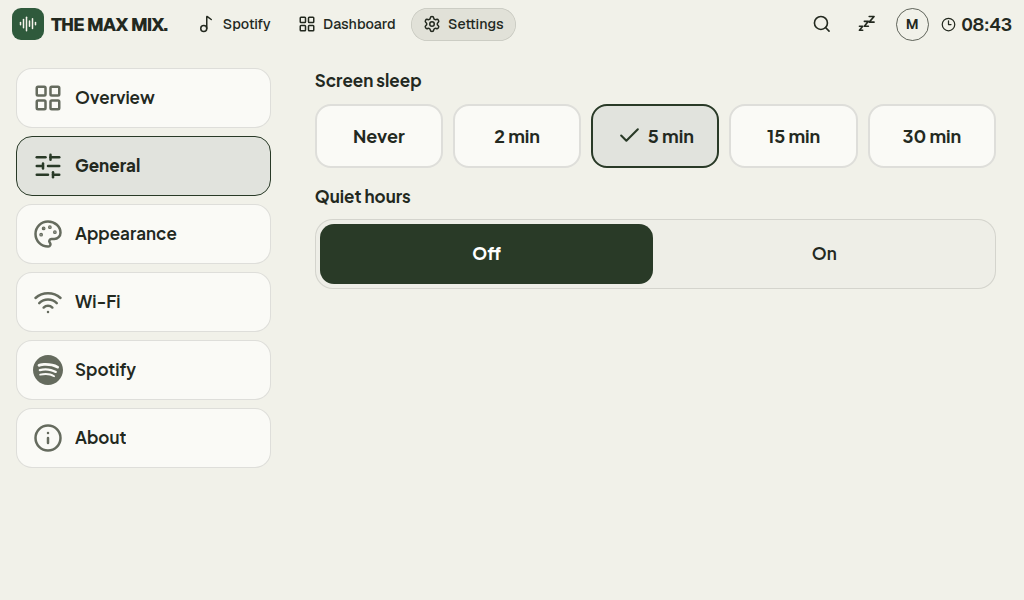 THE MAX MIX.
Spotify
Dashboard
Settings
M
08:43
Overview
General
Appearance
Wi-Fi
Spotify
About
Screen sleep
Never
2 min
5 min
15 min
30 min
Quiet hours
Off
On